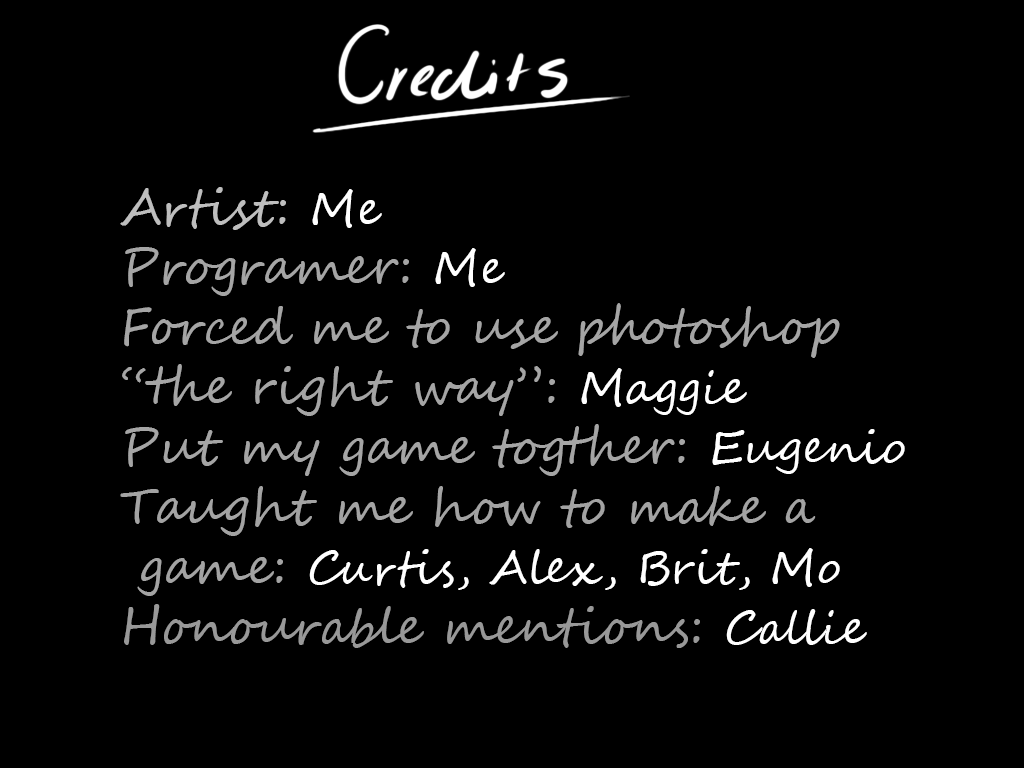 Credits
Artist: Me
Programer: Me
Forced me to use photoshop
“the right way”: Maggie
Put my game togther: Eugenio
Taught me how to make a
game: Curtis, Alex, Brit, Mo
Honourable mentions: Callie